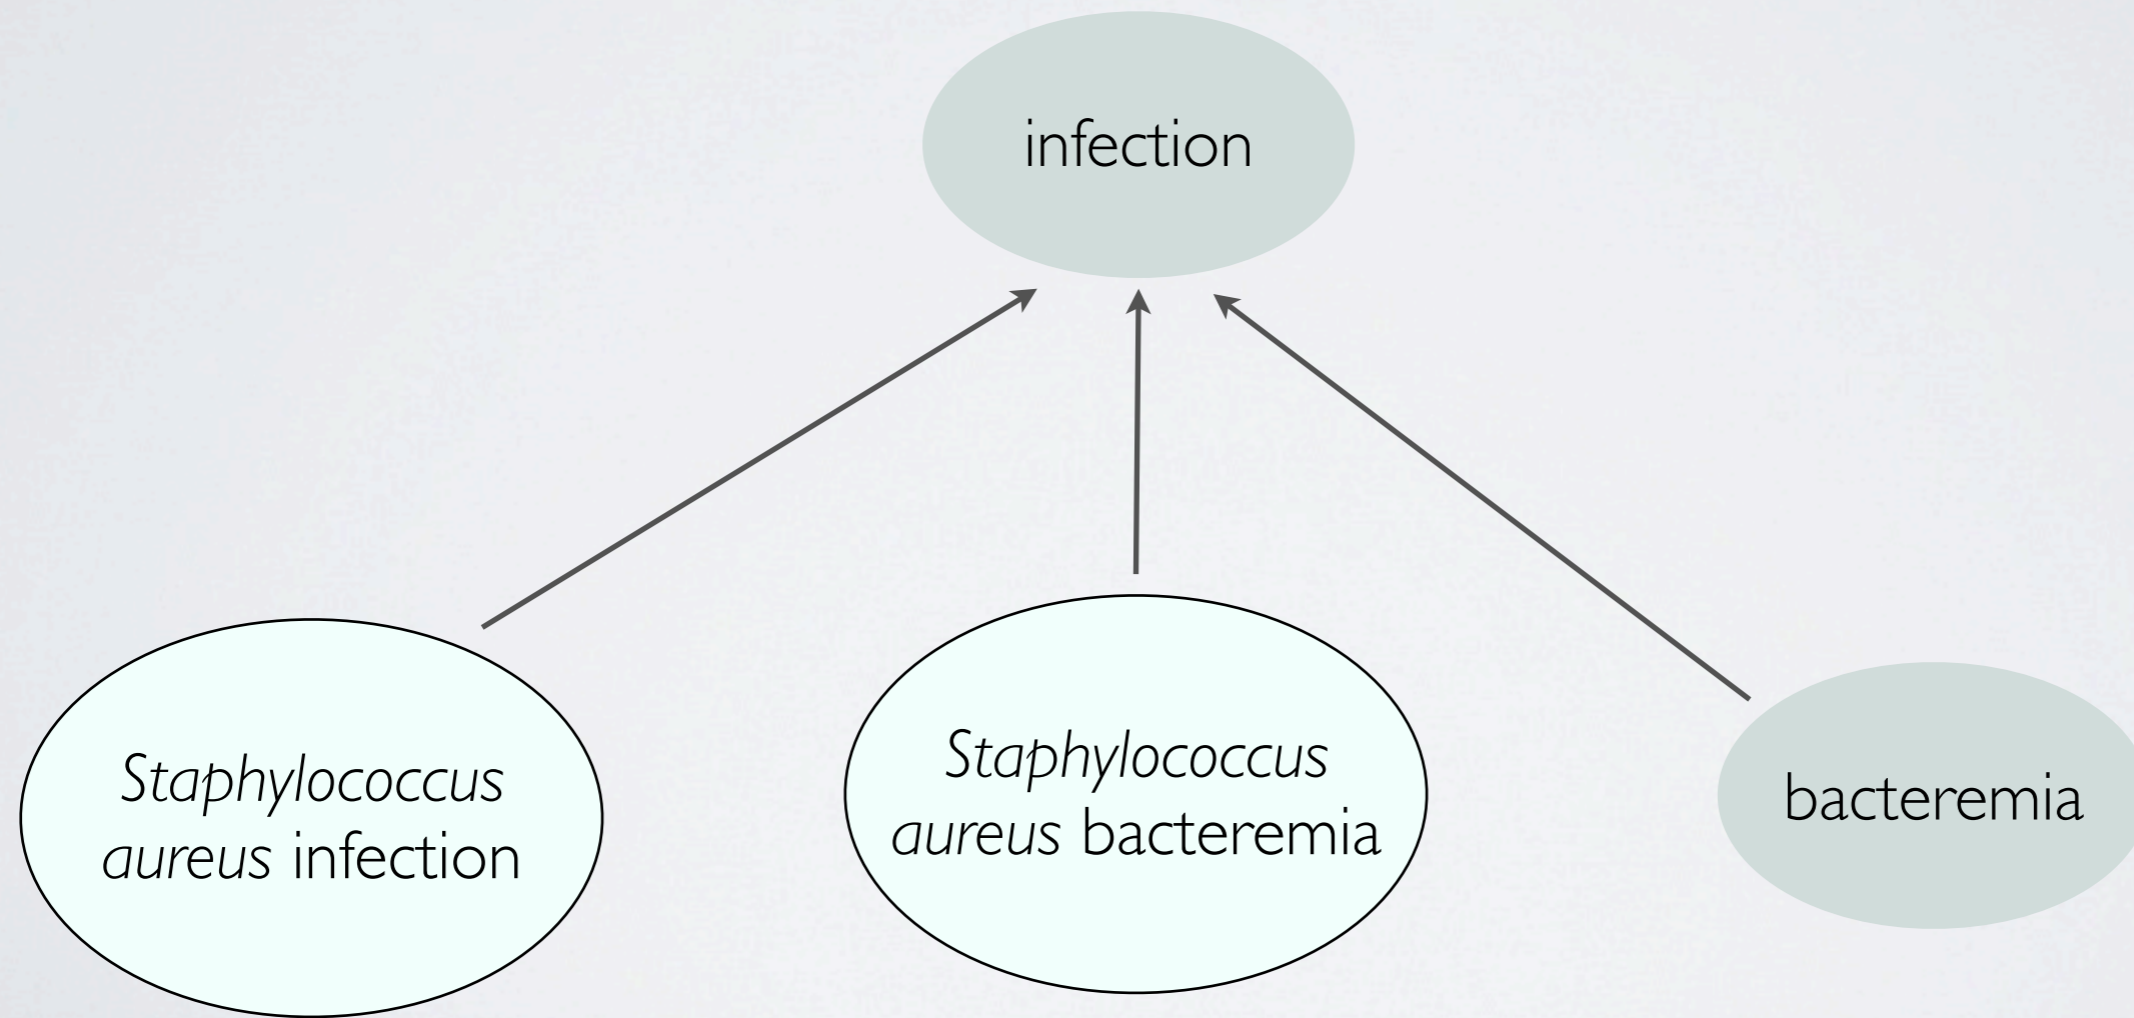 infection
Staphylococcus
aureus infection
Staphylococcus
aureus bacteremia
bacteremia